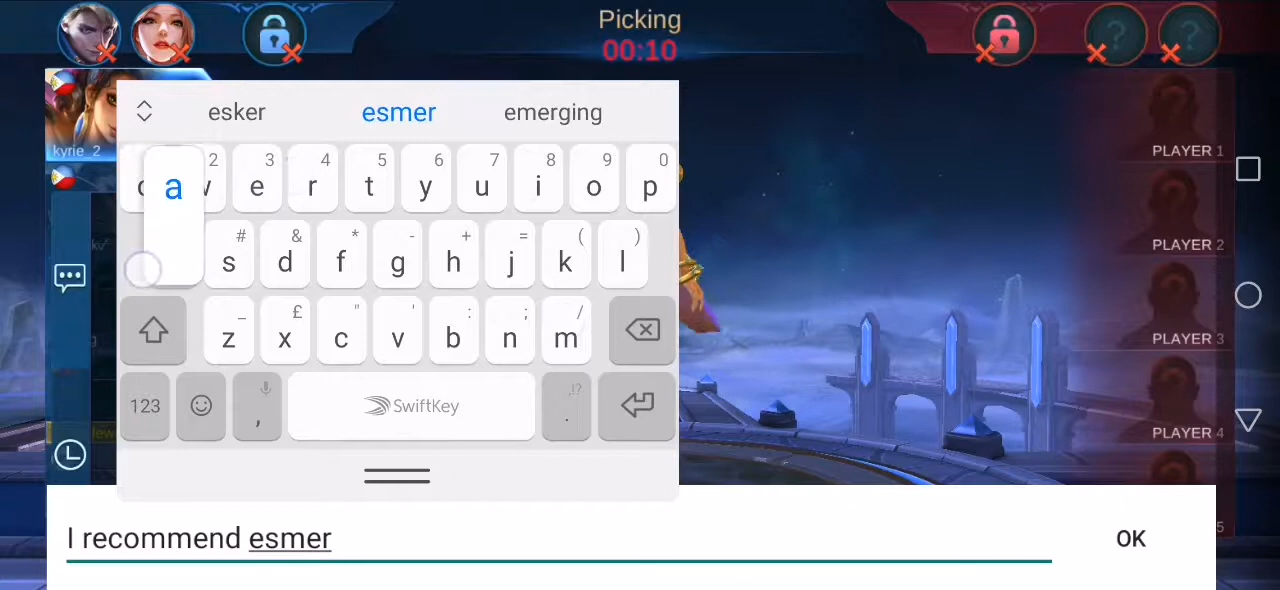 Picking
00:10
kyrie_2
PLAYER 1
PLAYER 2
PLAYER 3
PLAYER 4
5
esker esmer emerging
2 3 4 5 6 7 8 9 0
a e r t y u i o p
# & * - + = ( )
s d f g h j k l
_ £ " ' : ; /
z x c v b n m
123 , SwiftKey ,!? .
I recommend esmer
OK